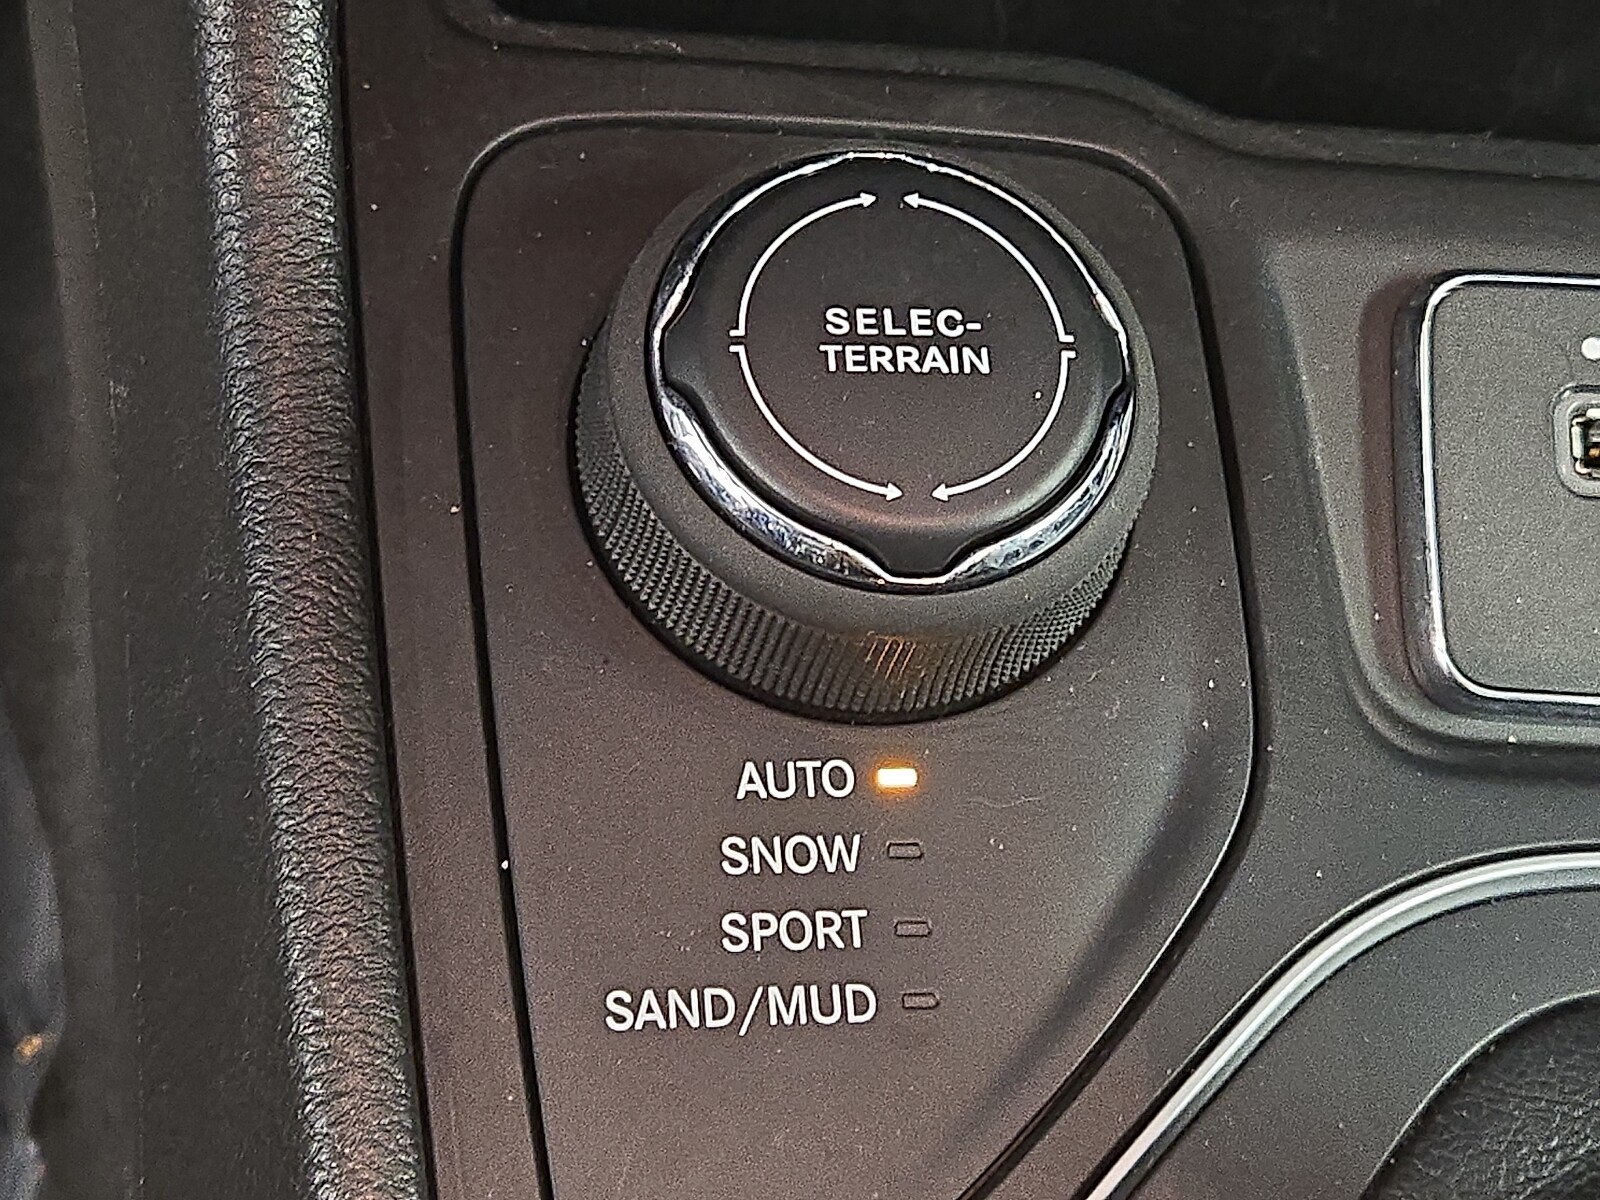 SELEC-
TERRAIN
AUTO
SNOW
SPORT
SAND/MUD